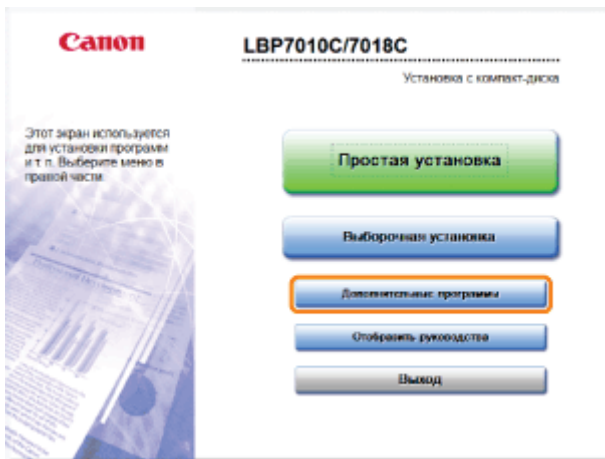 Canon
LBP7010C/7018C
Установка с компакт-диска
Этот экран используется
для установки программ
и т п. Выберите меню в
правой части
Простая установка
Выборочная установка
Дополнительные программы
Отобразить руководства
Выход